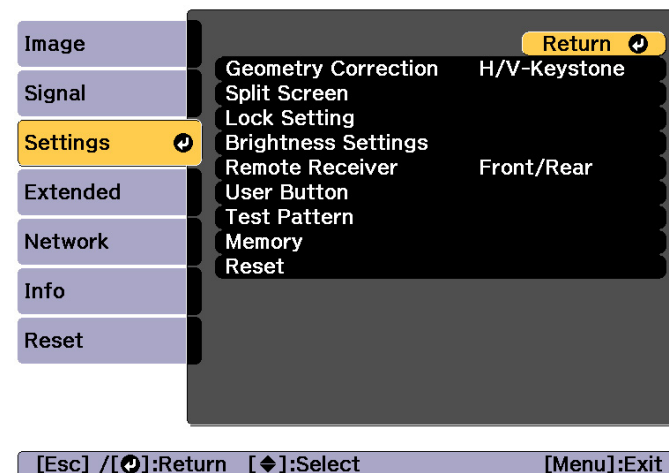 Image
Signal
Settings
Extended
Network
Info
Reset
Return
Geometry Correction H/V-Keystone
Split Screen
Lock Setting
Brightness Settings
Remote Receiver Front/Rear
User Button
Test Pattern
Memory
Reset
[Esc] /[⏎]:Return [◆]:Select [Menu]:Exit